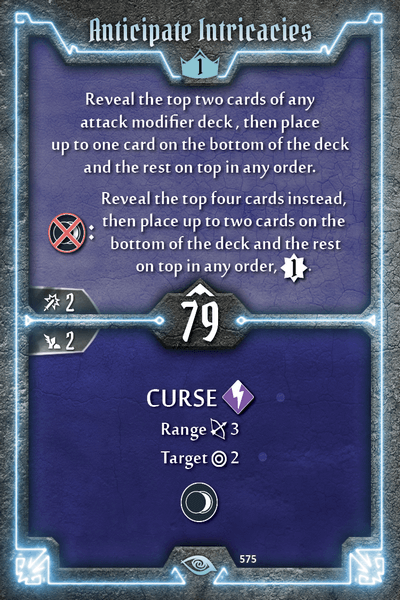 Anticipate Intricacies
1
Reveal the top two cards of any
attack modifier deck, then place
up to one card on the bottom of the deck
and the rest on top in any order.
Reveal the top four cards instead,
: then place up to two cards on the
bottom of the deck and the rest
on top in any order, 1.
2
79
2
CURSE
Range 3
Target 2
575